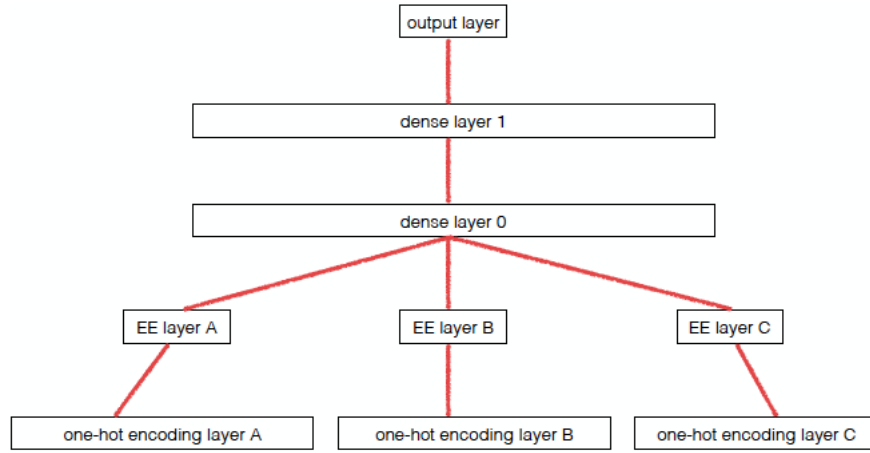 output layer
dense layer 1
dense layer 0
EE layer A
EE layer B
EE layer C
one-hot encoding layer A
one-hot encoding layer B
one-hot encoding layer C